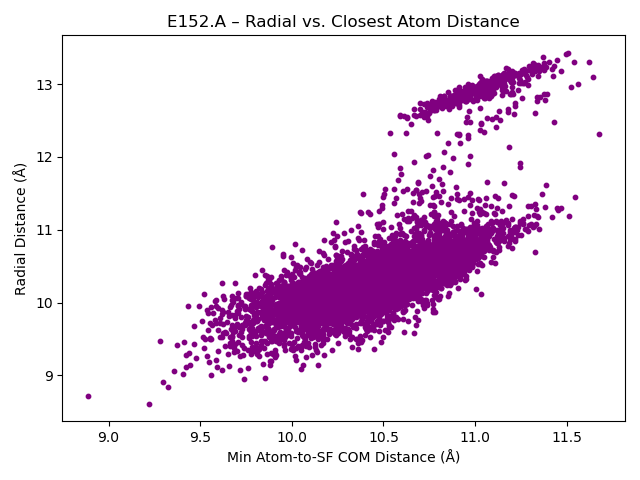 E152.A – Radial vs. Closest Atom Distance
Radial Distance (Å)
13
12
11
10
9
9.0 9.5 10.0 10.5 11.0 11.5
Min Atom-to-SF COM Distance (Å)